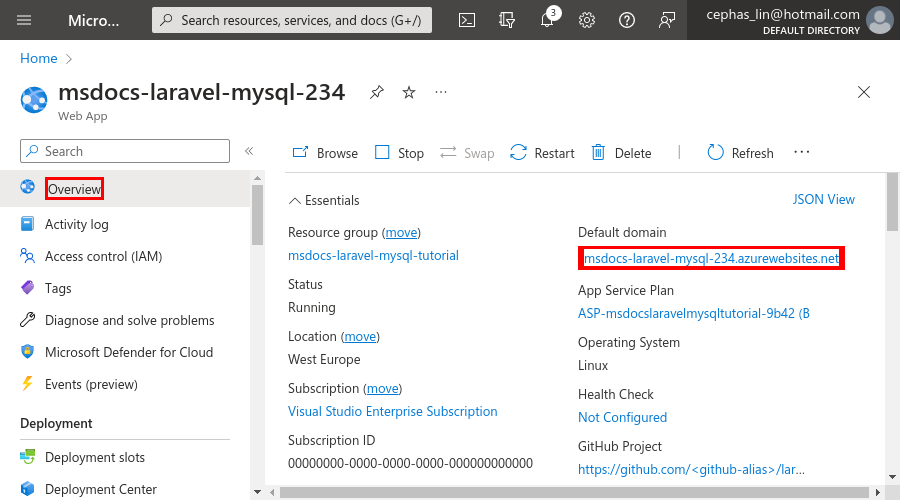 Micro...
Search resources, services, and docs (G+/)
3
cephas_lin@hotmail.com
DEFAULT DIRECTORY
Home
msdocs-laravel-mysql-234
Web App
Search
Overview
Activity log
Access control (IAM)
Tags
Diagnose and solve problems
Microsoft Defender for Cloud
Events (preview)
Deployment
Deployment slots
Deployment Center
Browse
Stop
Swap
Restart
Delete
Refresh
Essentials
JSON View
Resource group (move)
msdocs-laravel-mysql-tutorial
Status
Running
Location (move)
West Europe
Subscription (move)
Visual Studio Enterprise Subscription
Subscription ID
00000000-0000-0000-0000-000000000000
Default domain
msdocs-laravel-mysql-234.azurewebsites.net
App Service Plan
ASP-msdocslaravelmysqltutorial-9b42 (B
Operating System
Linux
Health Check
Not Configured
GitHub Project
https://github.com/<github-alias>/lar...